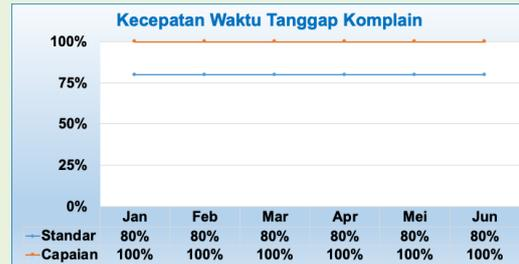 Kecepatan Waktu Tanggap Komplain
100%
75%
50%
25%
0%
Jan Feb Mar Apr Mei Jun
Standar 80% 80% 80% 80% 80% 80%
Capaian 100% 100% 100% 100% 100% 100%